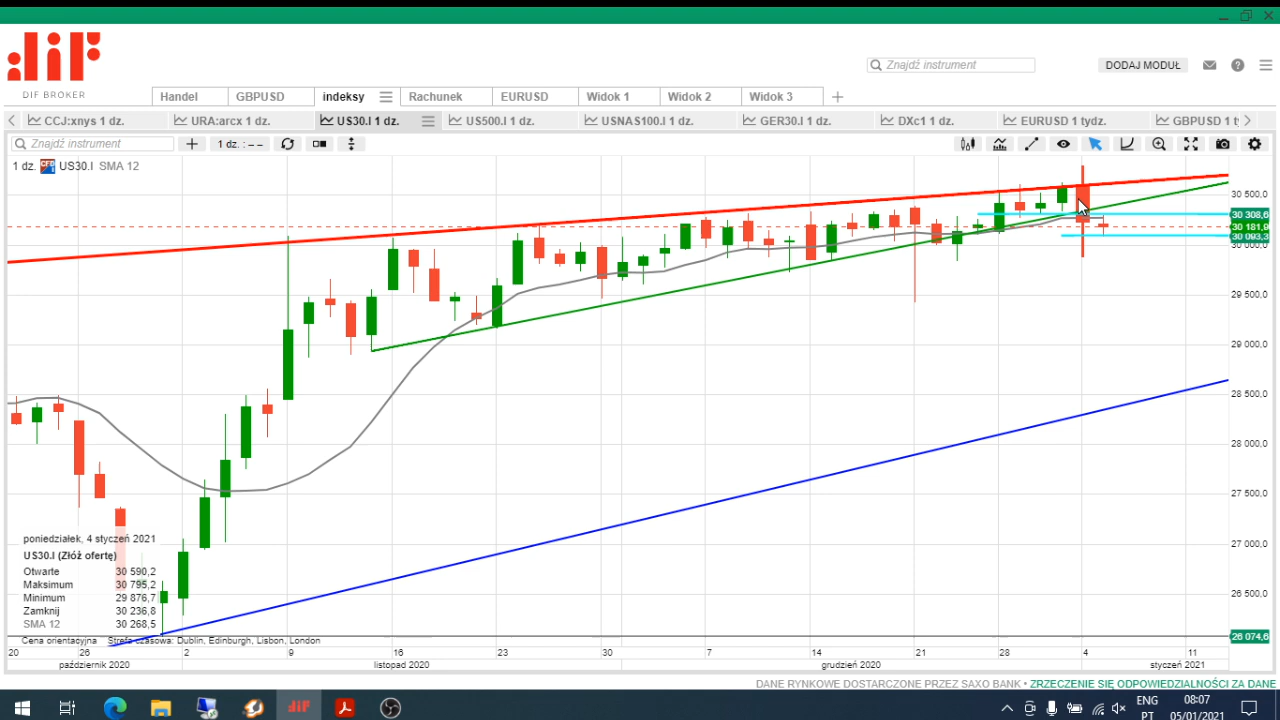 DIF BROKER
Znajdź instrument
DODAJ MODUŁ
Handel
GBPUSD
indeksy
Rachunek
EURUSD
Widok 1
Widok 2
Widok 3
CCJ:xnys 1 dz.
URA:arcx 1 dz.
US30.I 1 dz.
US500.I 1 dz.
USNAS100.I 1 dz.
GER30.I 1 dz.
DXc1 1 dz.
EURUSD 1 tydz.
GBPUSD 1 ty
Znajdź instrument
1 dz. : – –
1 dz. US30.I SMA 12
30 500,0
30 308,6
30 181,9
30 093,3
30 000,0
29 500,0
29 000,0
28 500,0
28 000,0
27 500,0
27 000,0
26 500,0
26 074,6
poniedziałek, 4 styczeń 2021
US30.I (Złóż ofertę)
Otwarte 30 590,2
Maksimum 30 795,2
Minimum 29 876,7
Zamknij 30 236,8
SMA 12 30 268,5
Cena orientacyjna Strefa czasowa: Dublin, Edinburgh, Lisbon, London
20 26 2 9 16 23 30 7 14 21 28 4 11
październik 2020 listopad 2020 grudzień 2020 styczeń 2021
DANE RYNKOWE DOSTARCZONE PRZEZ SAXO BANK • ZRZECZENIE SIĘ ODPOWIEDZIALNOŚCI ZA DANE
ENG
PT
08:07
05/01/2021